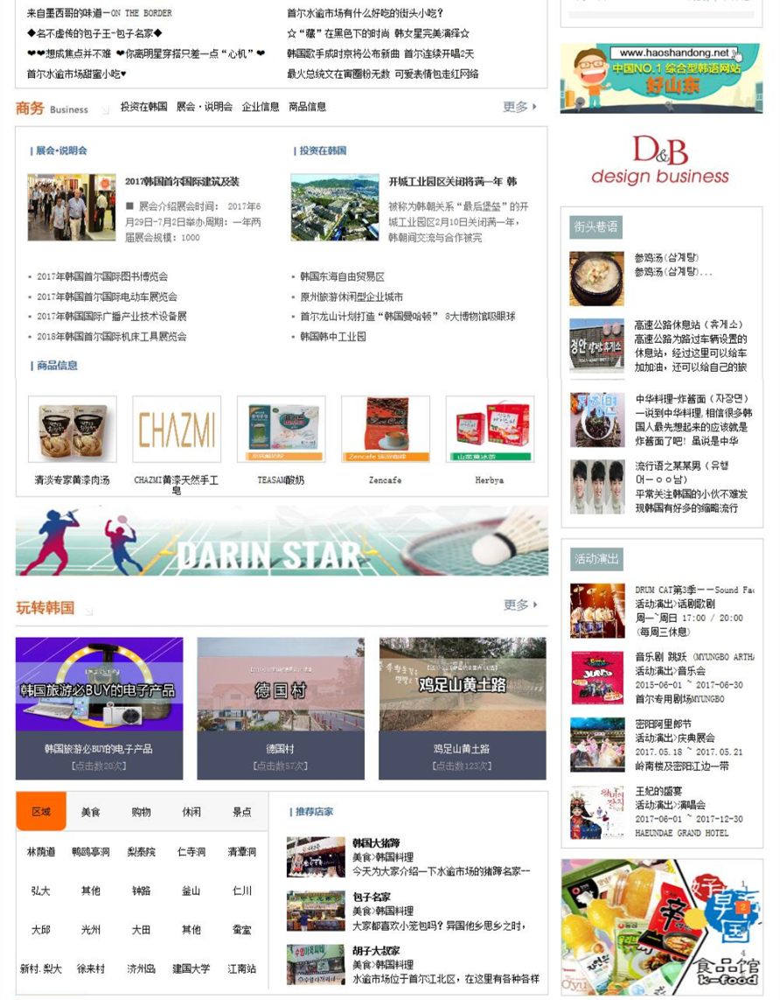 来自墨西哥的味道－ON THE BORDER
◆名不虚传的包子王-包子名家◆
❤❤想成焦点并不难 ❤你离明星穿搭只差一点“心机”❤
首尔水逾市场甜蜜小吃♥
首尔水逾市场有什么好吃的街头小吃?
☆“藏”在黑色下的时尚 韩女星完美演绎☆
韩国歌手成时京将公布新曲 首尔连续开唱2天
最火总统文在寅圈粉无数 可爱表情包走红网络
商务 Business 投资在韩国 展会·说明会 企业信息 商品信息 更多
展会·说明会
2017韩国首尔国际建筑及装
■ 展会介绍展会时间: 2017年6
月29日-7月2日举办周期: 一年两
届展会规模: 1000
2017年韩国首尔国际图书博览会
2017年韩国首尔国际电动车展览会
2017年韩国国际广播产业技术设备展
2018年韩国首尔国际机床工具展览会
投资在韩国
开城工业园区关闭将满一年 韩
被称为韩朝关系“最后堡垒”的开
城工业园区2月10日关闭满一年,
韩朝间交流与合作被完
韩国东海自由贸易区
原州旅游休闲型企业城市
首尔龙山计划打造“韩国曼哈顿” 8大博物馆吸眼球
韩国韩中工业园
商品信息
CHAZMI
Zencafe
清淡专家黄漆肉汤
CHAZMI黄漆天然手工
皂
TEASAM酸奶
Zencafe
Herbya
DARIN STAR
玩转韩国 更多
韩国旅游必BUY的电子产品
德国村
鸡足山黄土路
韩国旅游必BUY的电子产品
[点击数20次]
德国村
[点击数57次]
鸡足山黄土路
[点击数123次]
区域 美食 购物 休闲 景点
林荫道 鸭鸥亭洞 梨泰院 仁寺洞 清潭洞
弘大 其他 钟路 釜山 仁川
大邱 光州 大田 其他 蚕室
新村.梨大 徐来村 济州岛 建国大学 江南站
推荐店家
韩国大猪蹄
美食>韩国料理
今天为大家介绍一下水逾市场的猪蹄名家--
包子名家
美食>韩国料理
大家都喜欢小笼包吗? 异国他乡思乡之时,
胡子大叔家
美食>韩国料理
水逾市场位于首尔江北区, 在这里有各种各样
www.haoshandong.net
中国NO.1 综合型韩语网站
好山东
D&B
design business
街头巷语
参鸡汤(삼계탕)
参鸡汤(삼계탕)...
高速公路休息站 (휴게소)
高速公路为路过车辆设置的
休息站, 经过这里可以给车
加加油, 还可以给自己的旅
中华料理-炸酱面 (자장면)
一说到中华料理, 相信很多韩
国人最先想起来的应该就是
炸酱面了吧! 虽说是中华
流行语之某某男 (유행
어ㅡㅇㅇ남)
平常关注韩国的小伙不难发
现韩国有好多的缩略流行
活动演出
DRUM CAT第3季－－Sound Fac
活动演出>话剧歌剧
周一~周日 17:00 / 20:00
(每周三休息)
音乐剧 跳跃 (MYUNGBO ARTHA
活动演出>音乐会
2015-06-01 ~ 2017-06-30
首尔专用剧场MYUNGBO
密阳阿里郎节
活动演出>庆典展会
2017.05.18 ~ 2017.05.21
岭南楼及密阳江边一带
王妃的盛宴
活动演出>演唱会
2017-06-01 ~ 2017-12-30
HAEUNDAE GRAND HOTEL
1
2
4
食品馆
k-food